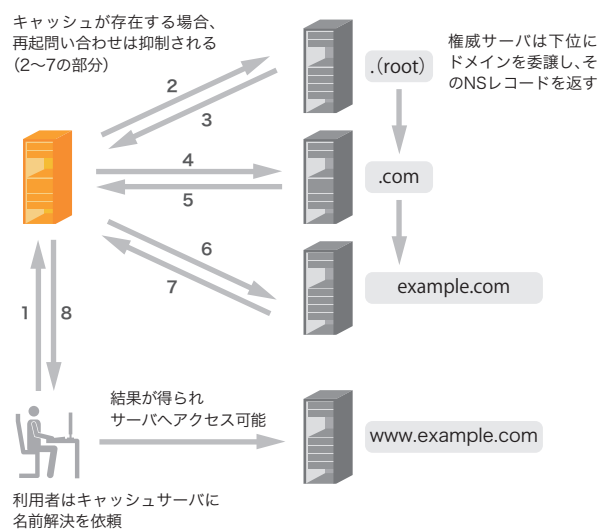 キャッシュが存在する場合、
再起問い合わせは抑制される
（2〜7の部分）
権威サーバは下位に
ドメインを委譲し、そ
のNSレコードを返す
.（root）
2
3
4
.com
5
6
7
example.com
1
8
結果が得られ
サーバへアクセス可能
www.example.com
利用者はキャッシュサーバに
名前解決を依頼